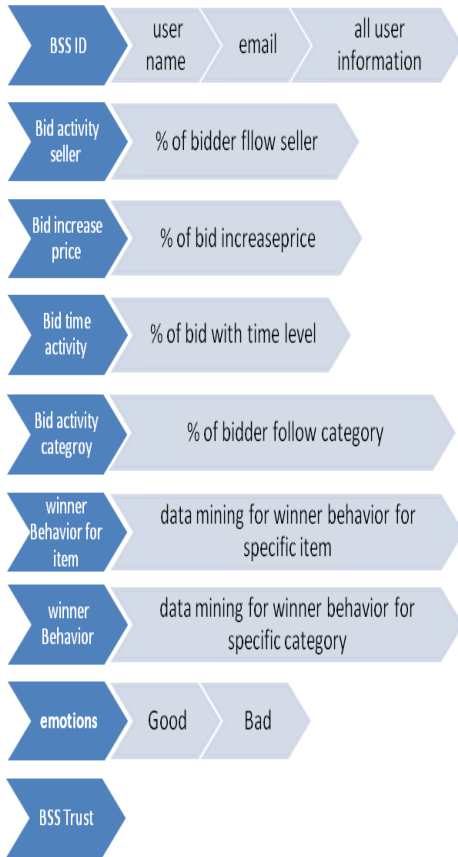 BSS ID
user
name
email
all user
information
Bid activity
seller
% of bidder fllow seller
Bid increase
price
% of bid increaseprice
Bid time
activity
% of bid with time level
Bid activity
categroy
% of bidder follow category
winner
Behavior for
item
data mining for winner behavior for
specific item
winner
Behavior
data mining for winner behavior for
specific category
emotions
Good
Bad
BSS Trust